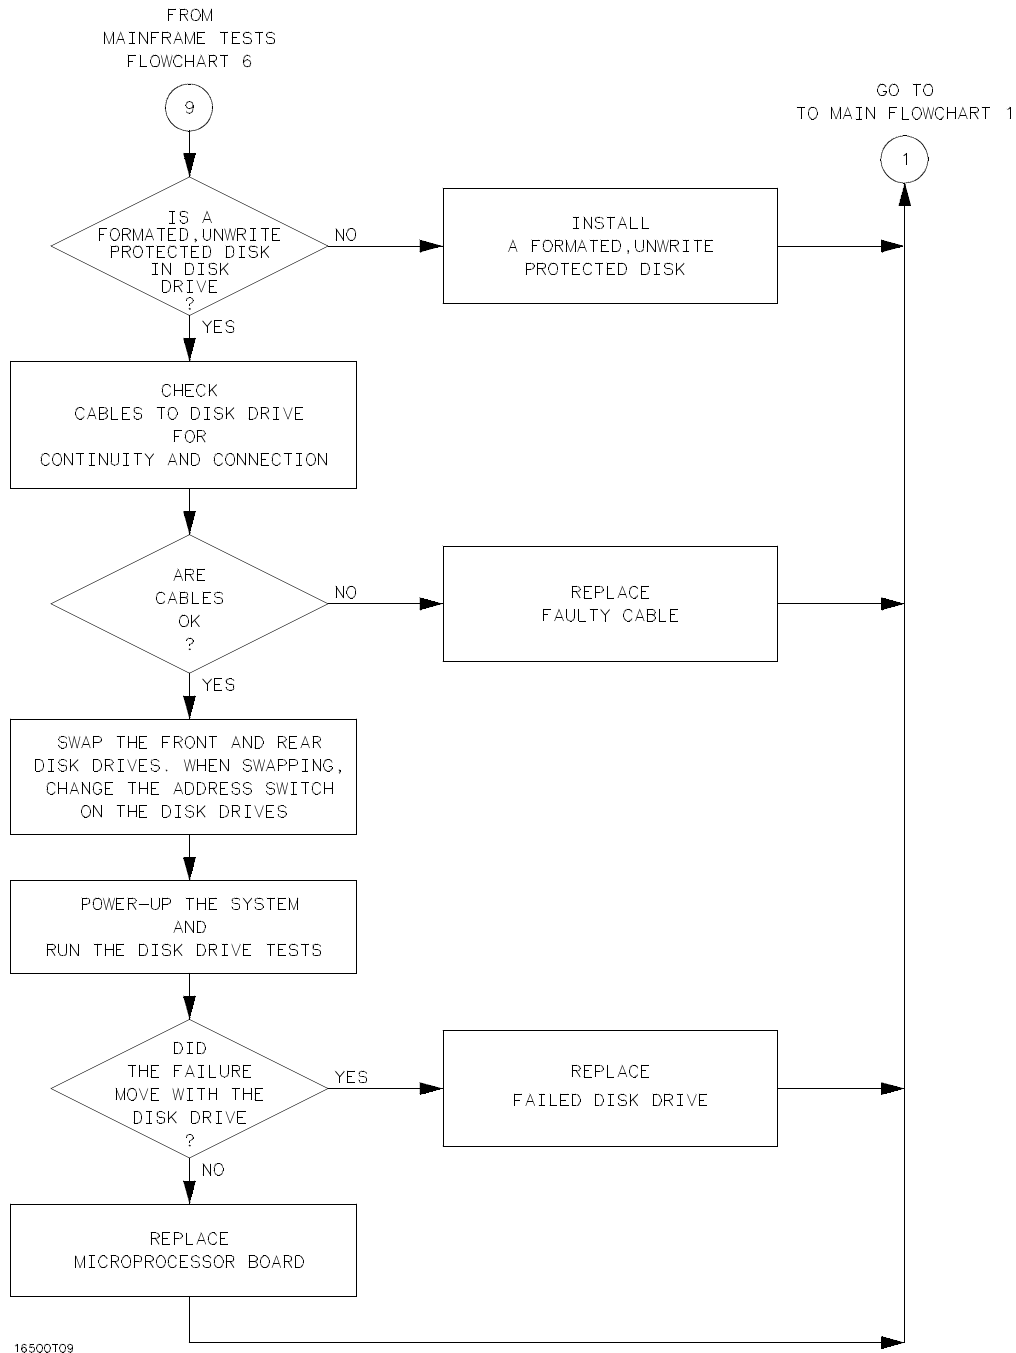 FROM
MAINFRAME TESTS
FLOWCHART 6
9
GO TO
TO MAIN FLOWCHART 1
1
IS A
FORMATED,UNWRITE
PROTECTED DISK
IN DISK
DRIVE
?
NO
INSTALL
A FORMATED,UNWRITE
PROTECTED DISK
YES
CHECK
CABLES TO DISK DRIVE
FOR
CONTINUITY AND CONNECTION
ARE
CABLES
OK
?
NO
REPLACE
FAULTY CABLE
YES
SWAP THE FRONT AND REAR
DISK DRIVES. WHEN SWAPPING,
CHANGE THE ADDRESS SWITCH
ON THE DISK DRIVES
POWER-UP THE SYSTEM
AND
RUN THE DISK DRIVE TESTS
DID
THE FAILURE
MOVE WITH THE
DISK DRIVE
?
YES
REPLACE
FAILED DISK DRIVE
NO
REPLACE
MICROPROCESSOR BOARD
16500T09